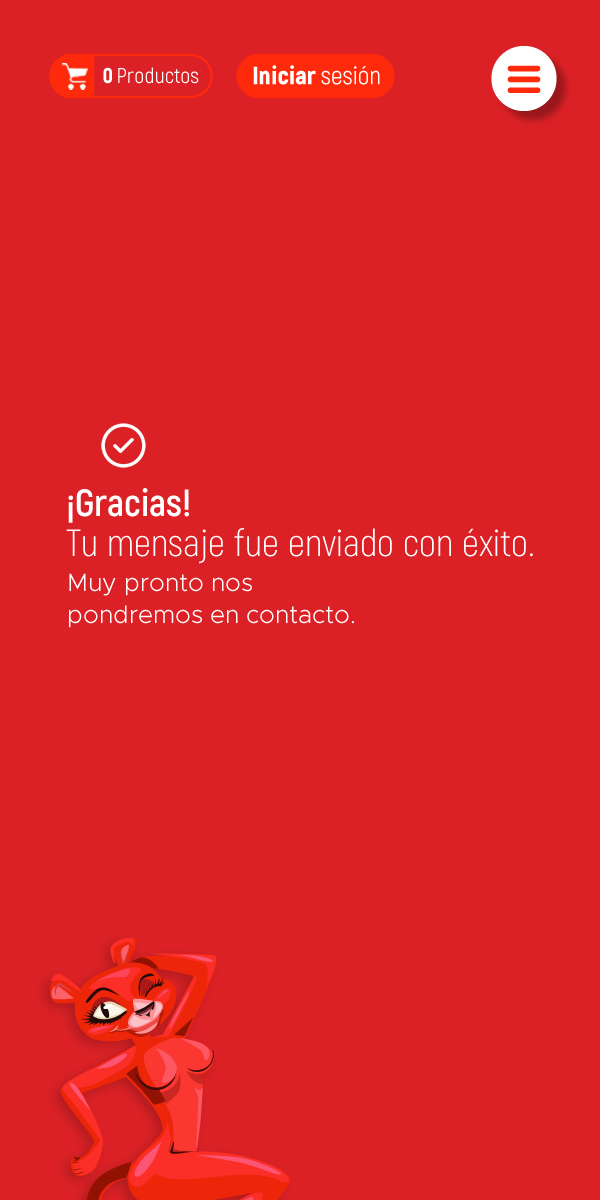 0 Productos
Iniciar sesión
¡Gracias!
Tu mensaje fue enviado con éxito.
Muy pronto nos
pondremos en contacto.